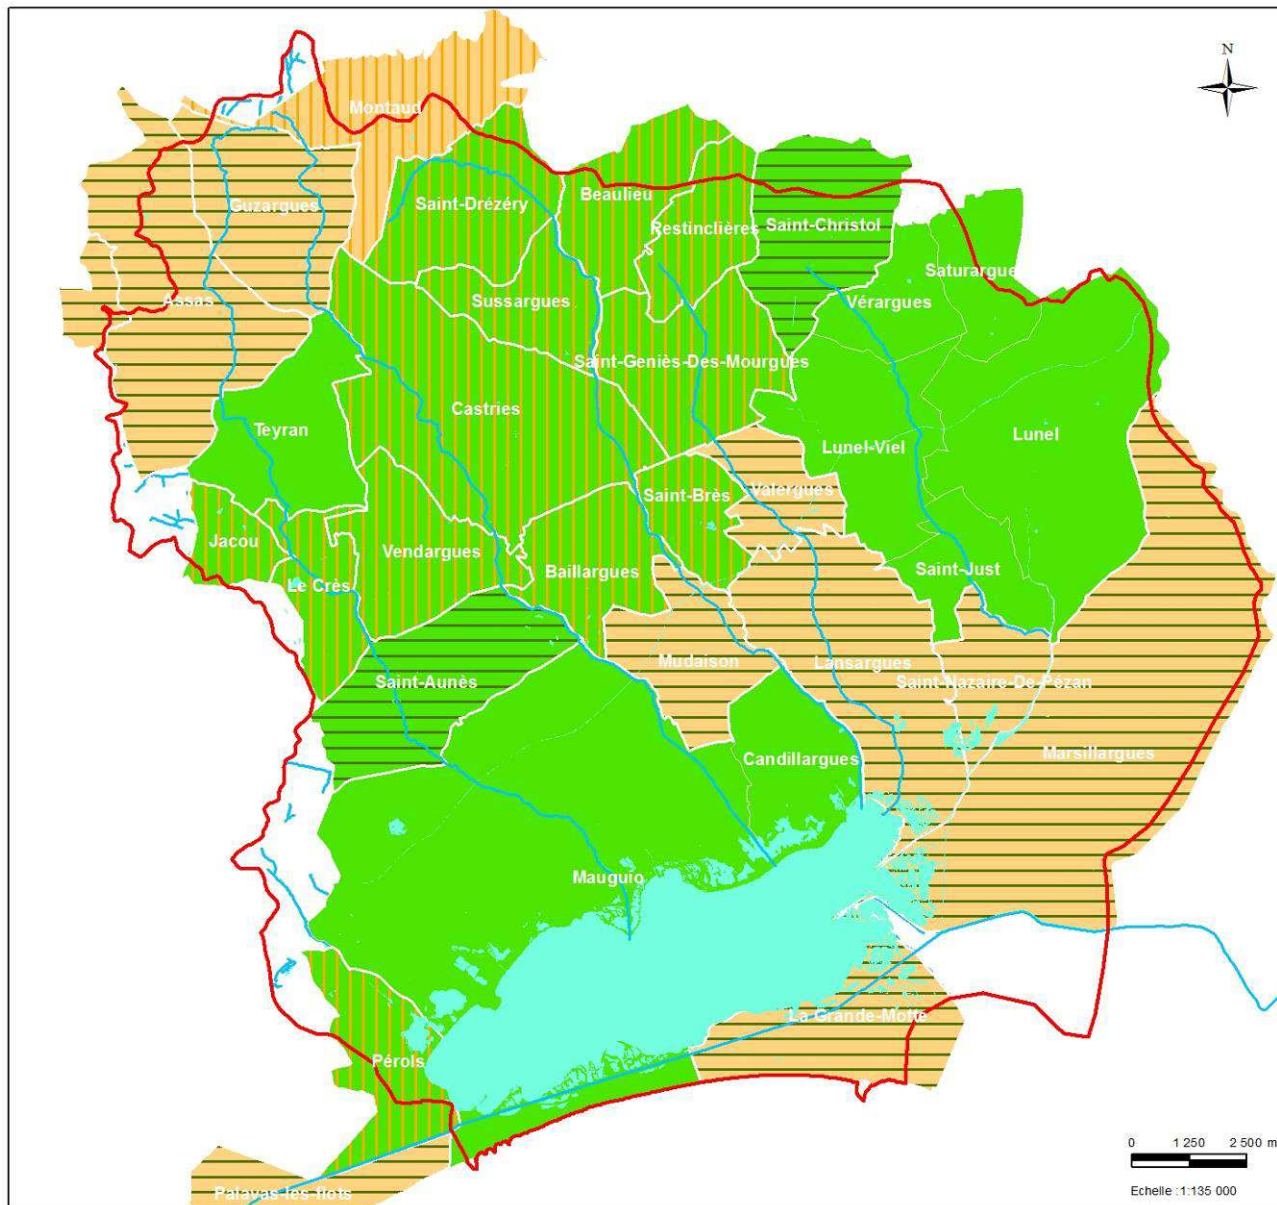 N
Montaud
Saint-Drézéry
Beaulieu
Guzargues
Restinclières
Saint-Christol
Saturargue
Assas
Sussargues
Vérargues
Saint-Geniès-Des-Mourgues
Castries
Teyran
Lunel
Lunel-Viel
Saint-Brès
Valergues
Jacou
Vendargues
Baillargues
Saint-Just
Le Crès
Mudaison
Lansargues
Saint-Aunès
Saint-Nazaire-De-Pézan
Marsillargues
Candillargues
Mauguio
La Grande-Motte
Pérols
Palavas-les-flots
0 1 250 2 500 m
Echelle :1:135 000